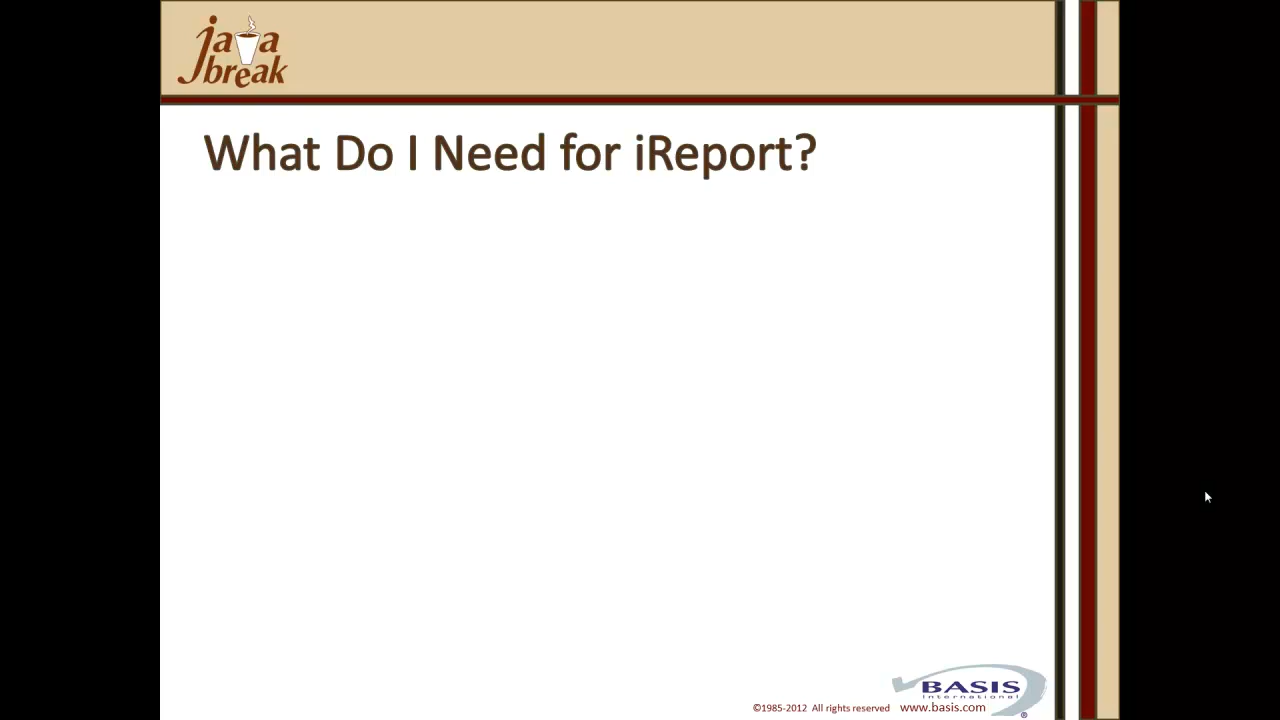 java
break
What Do I Need for iReport?
BASIS
International
®
©1985-2012 All rights reserved www.basis.com